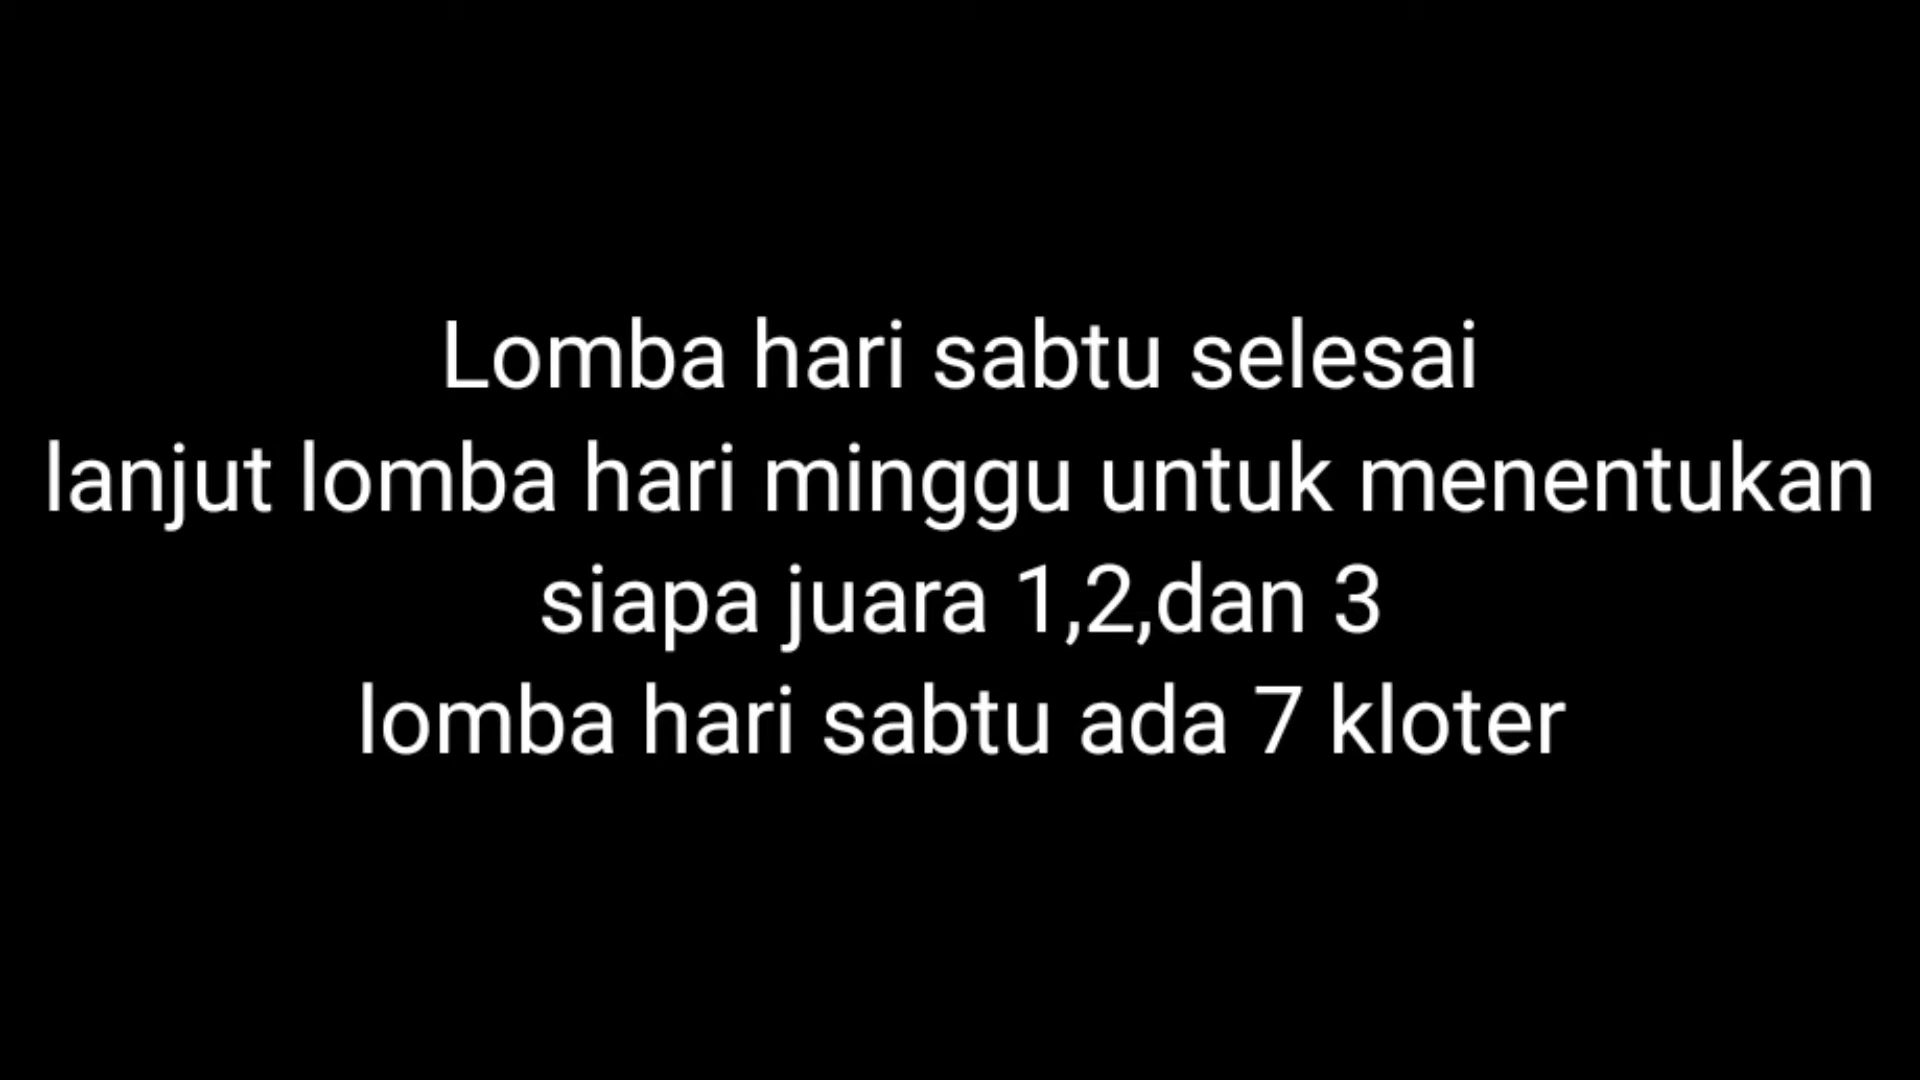 Lomba hari sabtu selesai
lanjut lomba hari minggu untuk menentukan
siapa juara 1,2,dan 3
lomba hari sabtu ada 7 kloter